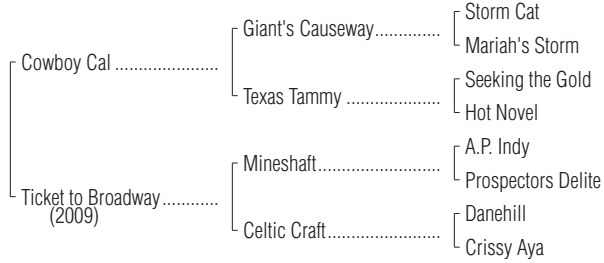 Storm Cat
Giant's Causeway..............
Mariah's Storm
Cowboy Cal ......................
Seeking the Gold
Texas Tammy ....................
Hot Novel
A.P. Indy
Mineshaft..........................
Prospectors Delite
Ticket to Broadway............
(2009)
Danehill
Celtic Craft........................
Crissy Aya